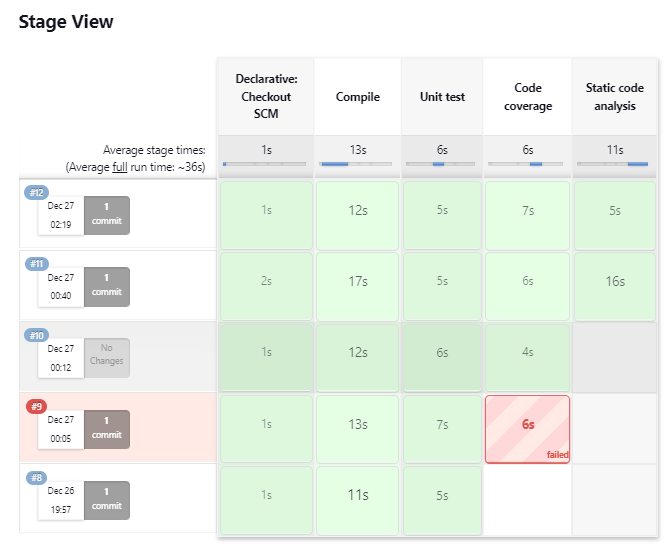 Stage View
Declarative:
Checkout
SCM
Compile
Unit test
Code
coverage
Static code
analysis
Average stage times:
(Average full run time: ~36s)
1s
13s
6s
6s
11s
#12
Dec 27
02:19
1
commit
1s
12s
5s
7s
5s
#11
Dec 27
00:40
1
commit
2s
17s
5s
6s
16s
#10
Dec 27
00:12
No
Changes
1s
12s
6s
4s
#9
Dec 27
00:05
1
commit
1s
13s
7s
6s
failed
#8
Dec 26
19:57
1
commit
1s
11s
5s